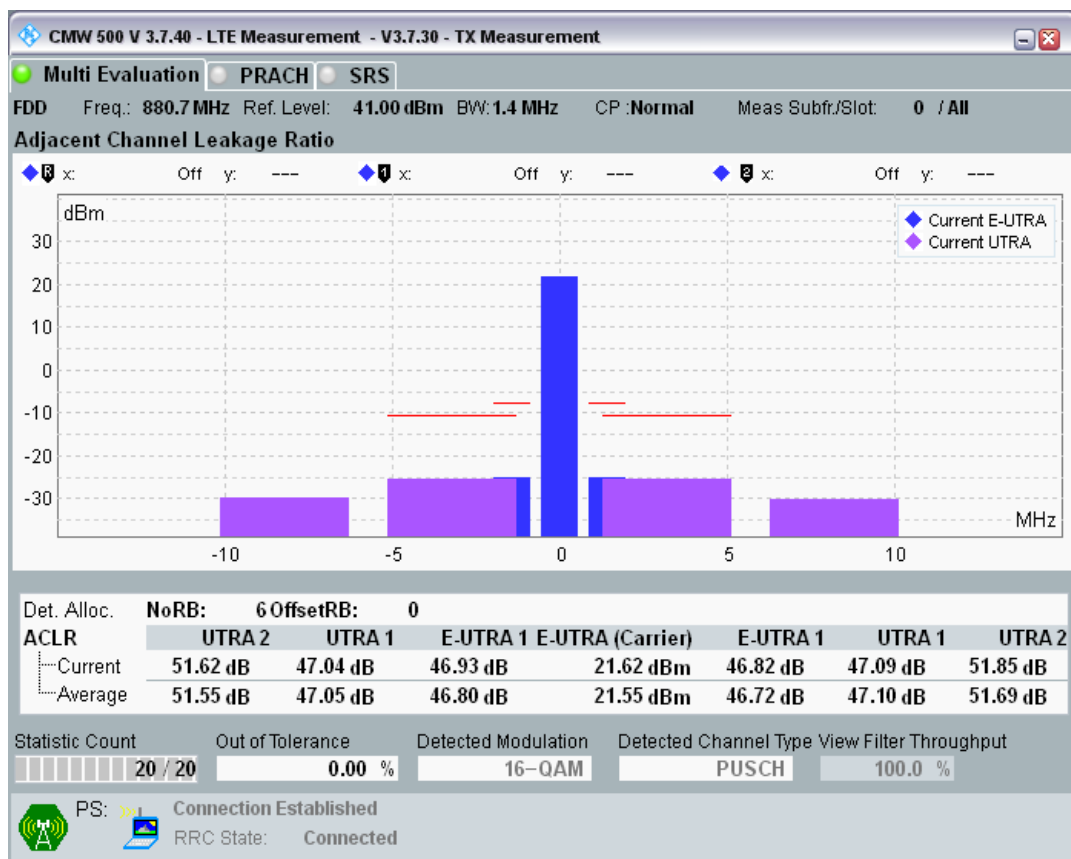 CMW 500 V 3.7.40 - LTE Measurement - V3.7.30 - TX Measurement
Multi Evaluation PRACH SRS
FDD Freq.: 880.7 MHz Ref. Level: 41.00 dBm BW: 1.4 MHz CP :Normal Meas Subfr./Slot: 0 / All
Adjacent Channel Leakage Ratio
R x: Off y: --- 1 x: Off y: --- 2 x: Off y: ---
dBm
Current E-UTRA
Current UTRA
30
20
10
0
-10
-20
-30
MHz
-10 -5 0 5 10
Det. Alloc. NoRB: 6 OffsetRB: 0
ACLR UTRA 2 UTRA 1 E-UTRA 1 E-UTRA (Carrier) E-UTRA 1 UTRA 1 UTRA 2
Current 51.62 dB 47.04 dB 46.93 dB 21.62 dBm 46.82 dB 47.09 dB 51.85 dB
Average 51.55 dB 47.05 dB 46.80 dB 21.55 dBm 46.72 dB 47.10 dB 51.69 dB
Statistic Count Out of Tolerance Detected Modulation Detected Channel Type View Filter Throughput
20 / 20 0.00 % 16-QAM PUSCH 100.0 %
PS: Connection Established
RRC State: Connected